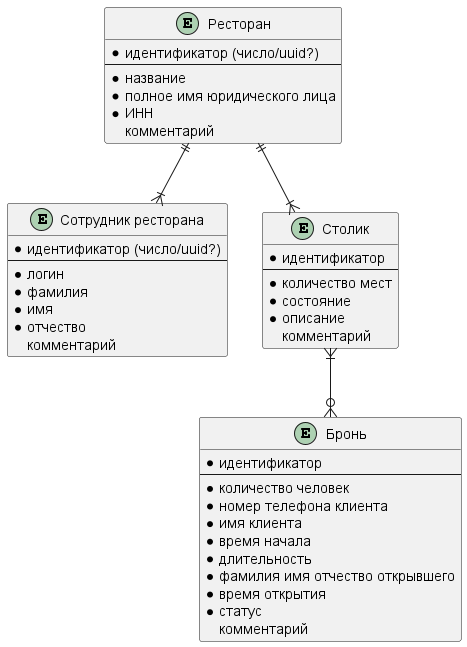 E Ресторан
идентификатор (число/uuid?)
название
полное имя юридического лица
ИНН
комментарий
E Сотрудник ресторана
идентификатор (число/uuid?)
логин
фамилия
имя
отчество
комментарий
E Столик
идентификатор
количество мест
состояние
описание
комментарий
E Бронь
идентификатор
количество человек
номер телефона клиента
имя клиента
время начала
длительность
фамилия имя отчество открывшего
время открытия
статус
комментарий